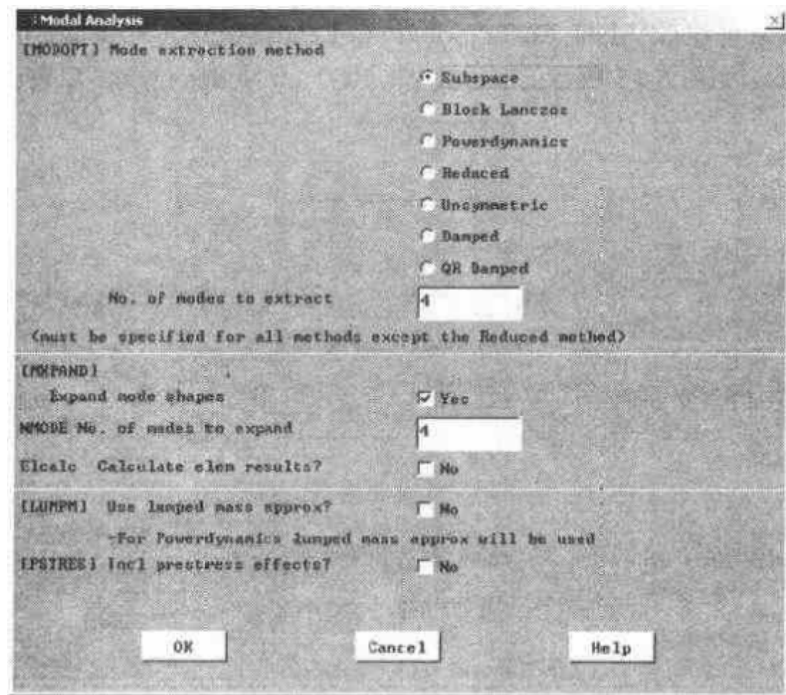 Modal Analysis
[MODOPT] Mode extraction method
Subspace
Block Lanczos
Powerdynamics
Reduced
Unsymmetric
Damped
QR Damped
No. of modes to extract 4
(must be specified for all methods except the Reduced method)
[MXPAND]
Expand mode shapes Yes
NMODE No. of modes to expand 4
Elcalc Calculate elem results? No
[LUMPM] Use lumped mass approx? No
-For Powerdynamics lumped mass approx will be used
[PSTRES] Incl prestress effects? No
OK Cancel Help